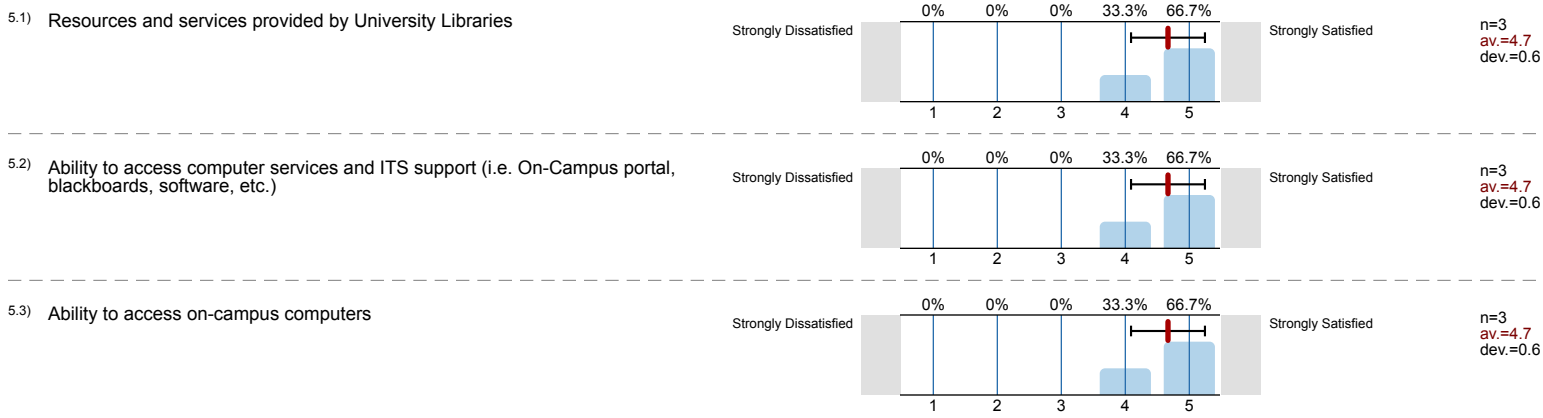 5.1) Resources and services provided by University Libraries
Strongly Dissatisfied
0% 0% 0% 33.3% 66.7%
1 2 3 4 5
Strongly Satisfied
n=3
av.=4.7
dev.=0.6
5.2) Ability to access computer services and ITS support (i.e. On-Campus portal,
blackboards, software, etc.)
Strongly Dissatisfied
0% 0% 0% 33.3% 66.7%
1 2 3 4 5
Strongly Satisfied
n=3
av.=4.7
dev.=0.6
5.3) Ability to access on-campus computers
Strongly Dissatisfied
0% 0% 0% 33.3% 66.7%
1 2 3 4 5
Strongly Satisfied
n=3
av.=4.7
dev.=0.6